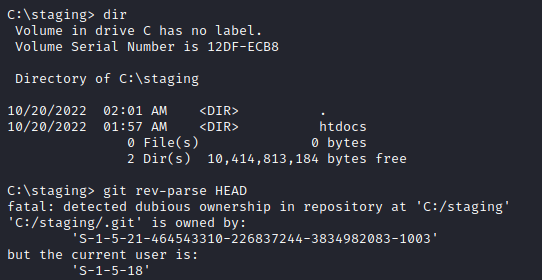 C:\staging> dir
 Volume in drive C has no label.
 Volume Serial Number is 12DF-ECB8

 Directory of C:\staging

10/20/2022  02:01 AM    <DIR>          .
10/20/2022  01:57 AM    <DIR>          htdocs
               0 File(s)              0 bytes
               2 Dir(s)  10,414,813,184 bytes free

C:\staging> git rev-parse HEAD
fatal: detected dubious ownership in repository at 'C:/staging'
'C:/staging/.git' is owned by:
        'S-1-5-21-464543310-226837244-3834982083-1003'
but the current user is:
        'S-1-5-18'